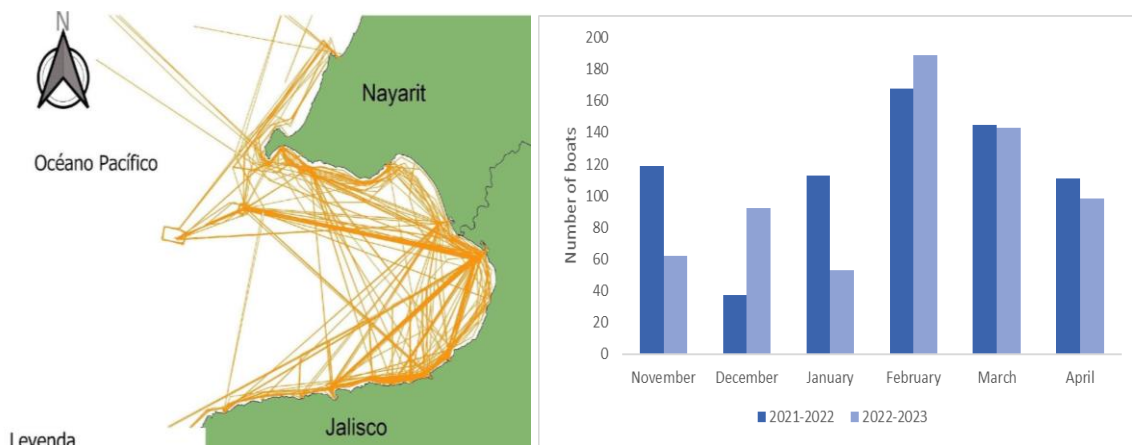 N
Nayarit
Océano Pacífico
Jalisco
Leyenda
Number of boats
200
180
160
140
120
100
80
60
40
20
0
November December January February March April
2021-2022 2022-2023